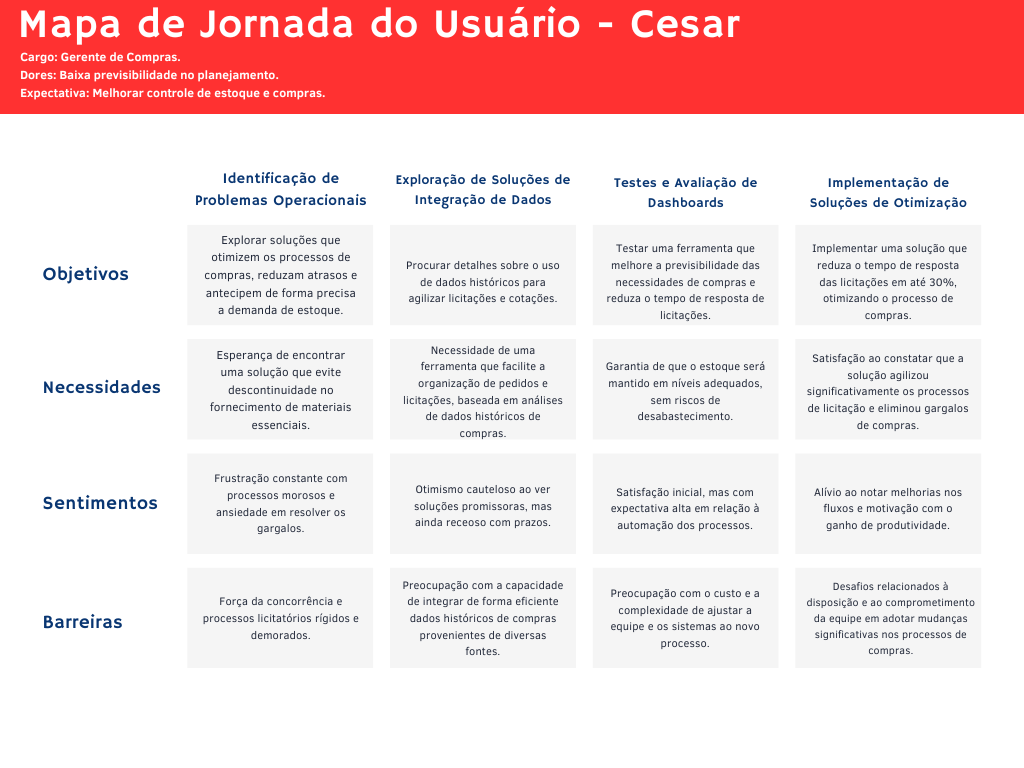 Mapa de Jornada do Usuário - Cesar
Cargo: Gerente de Compras.
Dores: Baixa previsibilidade no planejamento.
Expectativa: Melhorar controle de estoque e compras.
Identificação de
Problemas Operacionais
Exploração de Soluções de
Integração de Dados
Testes e Avaliação de
Dashboards
Implementação de
Soluções de Otimização
Objetivos
Explorar soluções que
otimizem os processos de
compras, reduzam atrasos e
antecipem de forma precisa
a demanda de estoque.
Procurar detalhes sobre o uso
de dados históricos para
agilizar licitações e cotações.
Testar uma ferramenta que
melhore a previsibilidade das
necessidades de compras e
reduza o tempo de resposta de
licitações.
Implementar uma solução que
reduza o tempo de resposta
das licitações em até 30%,
otimizando o processo de
compras.
Necessidades
Esperança de encontrar
uma solução que evite
descontinuidade no
fornecimento de materiais
essenciais.
Necessidade de uma
ferramenta que facilite a
organização de pedidos e
licitações, baseada em análises
de dados históricos de
compras.
Garantia de que o estoque será
mantido em níveis adequados,
sem riscos de
desabastecimento.
Satisfação ao constatar que a
solução agilizou
significativamente os processos
de licitação e eliminou gargalos
de compras.
Sentimentos
Frustração constante com
processos morosos e
ansiedade em resolver os
gargalos.
Otimismo cauteloso ao ver
soluções promissoras, mas
ainda receoso com prazos.
Satisfação inicial, mas com
expectativa alta em relação à
automação dos processos.
Alívio ao notar melhorias nos
fluxos e motivação com o
ganho de produtividade.
Barreiras
Força da concorrência e
processos licitatórios rígidos e
demorados.
Preocupação com a capacidade
de integrar de forma eficiente
dados históricos de compras
provenientes de diversas
fontes.
Preocupação com o custo e a
complexidade de ajustar a
equipe e os sistemas ao novo
processo.
Desafios relacionados à
disposição e ao comprometimento
da equipe em adotar mudanças
significativas nos processos de
compras.